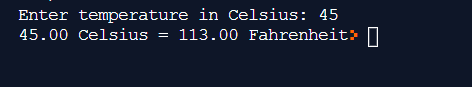 Enter temperature in Celsius: 45
45.00 Celsius = 113.00 Fahrenheit>